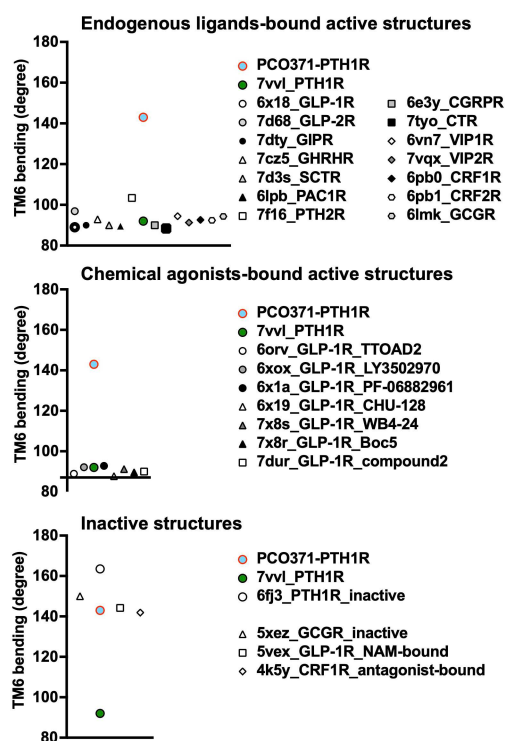 Endogenous ligands-bound active structures
TM6 bending (degree)
180
160
140
120
100
80
PCO371-PTH1R
7vvl_PTH1R
6x18_GLP-1R
7d68_GLP-2R
7dty_GIPR
7cz5_GHRHR
7d3s_SCTR
6lpb_PAC1R
7f16_PTH2R
6e3y_CGRPR
7tyo_CTR
6vn7_VIP1R
7vqx_VIP2R
6pb0_CRF1R
6pb1_CRF2R
6lmk_GCGR
Chemical agonists-bound active structures
TM6 bending (degree)
180
160
140
120
100
80
PCO371-PTH1R
7vvl_PTH1R
6orv_GLP-1R_TTOAD2
6xox_GLP-1R_LY3502970
6x1a_GLP-1R_PF-06882961
6x19_GLP-1R_CHU-128
7x8s_GLP-1R_WB4-24
7x8r_GLP-1R_Boc5
7dur_GLP-1R_compound2
Inactive structures
TM6 bending (degree)
180
160
140
120
100
80
PCO371-PTH1R
7vvl_PTH1R
6fj3_PTH1R_inactive
5xez_GCGR_inactive
5vex_GLP-1R_NAM-bound
4k5y_CRF1R_antagonist-bound